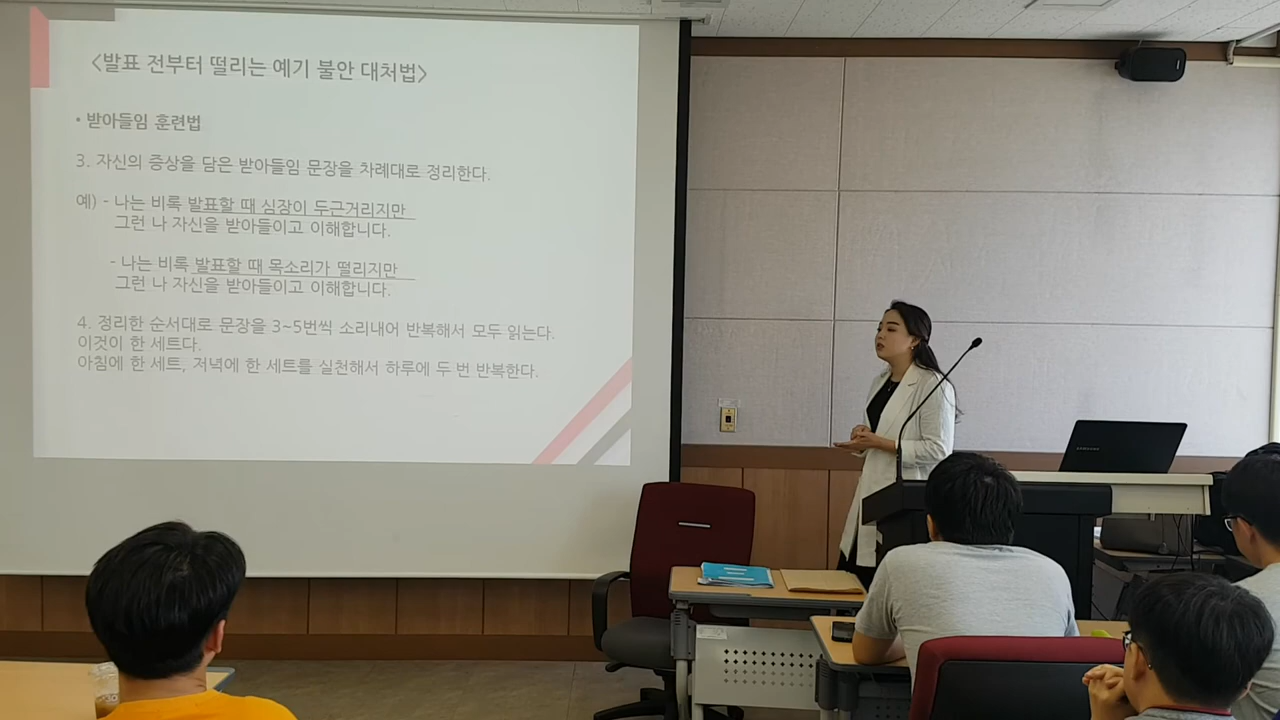 <발표 전부터 떨리는 예기 불안 대처법>
• 받아들임 훈련법
3. 자신의 증상을 담은 받아들임 문장을 차례대로 정리한다.
예) - 나는 비록 발표할 때 심장이 두근거리지만
그런 나 자신을 받아들이고 이해합니다.
- 나는 비록 발표할 때 목소리가 떨리지만
그런 나 자신을 받아들이고 이해합니다.
4. 정리한 순서대로 문장을 3~5번씩 소리내어 반복해서 모두 읽는다.
이것이 한 세트다.
아침에 한 세트, 저녁에 한 세트를 실천해서 하루에 두 번 반복한다.
SAMSUNG